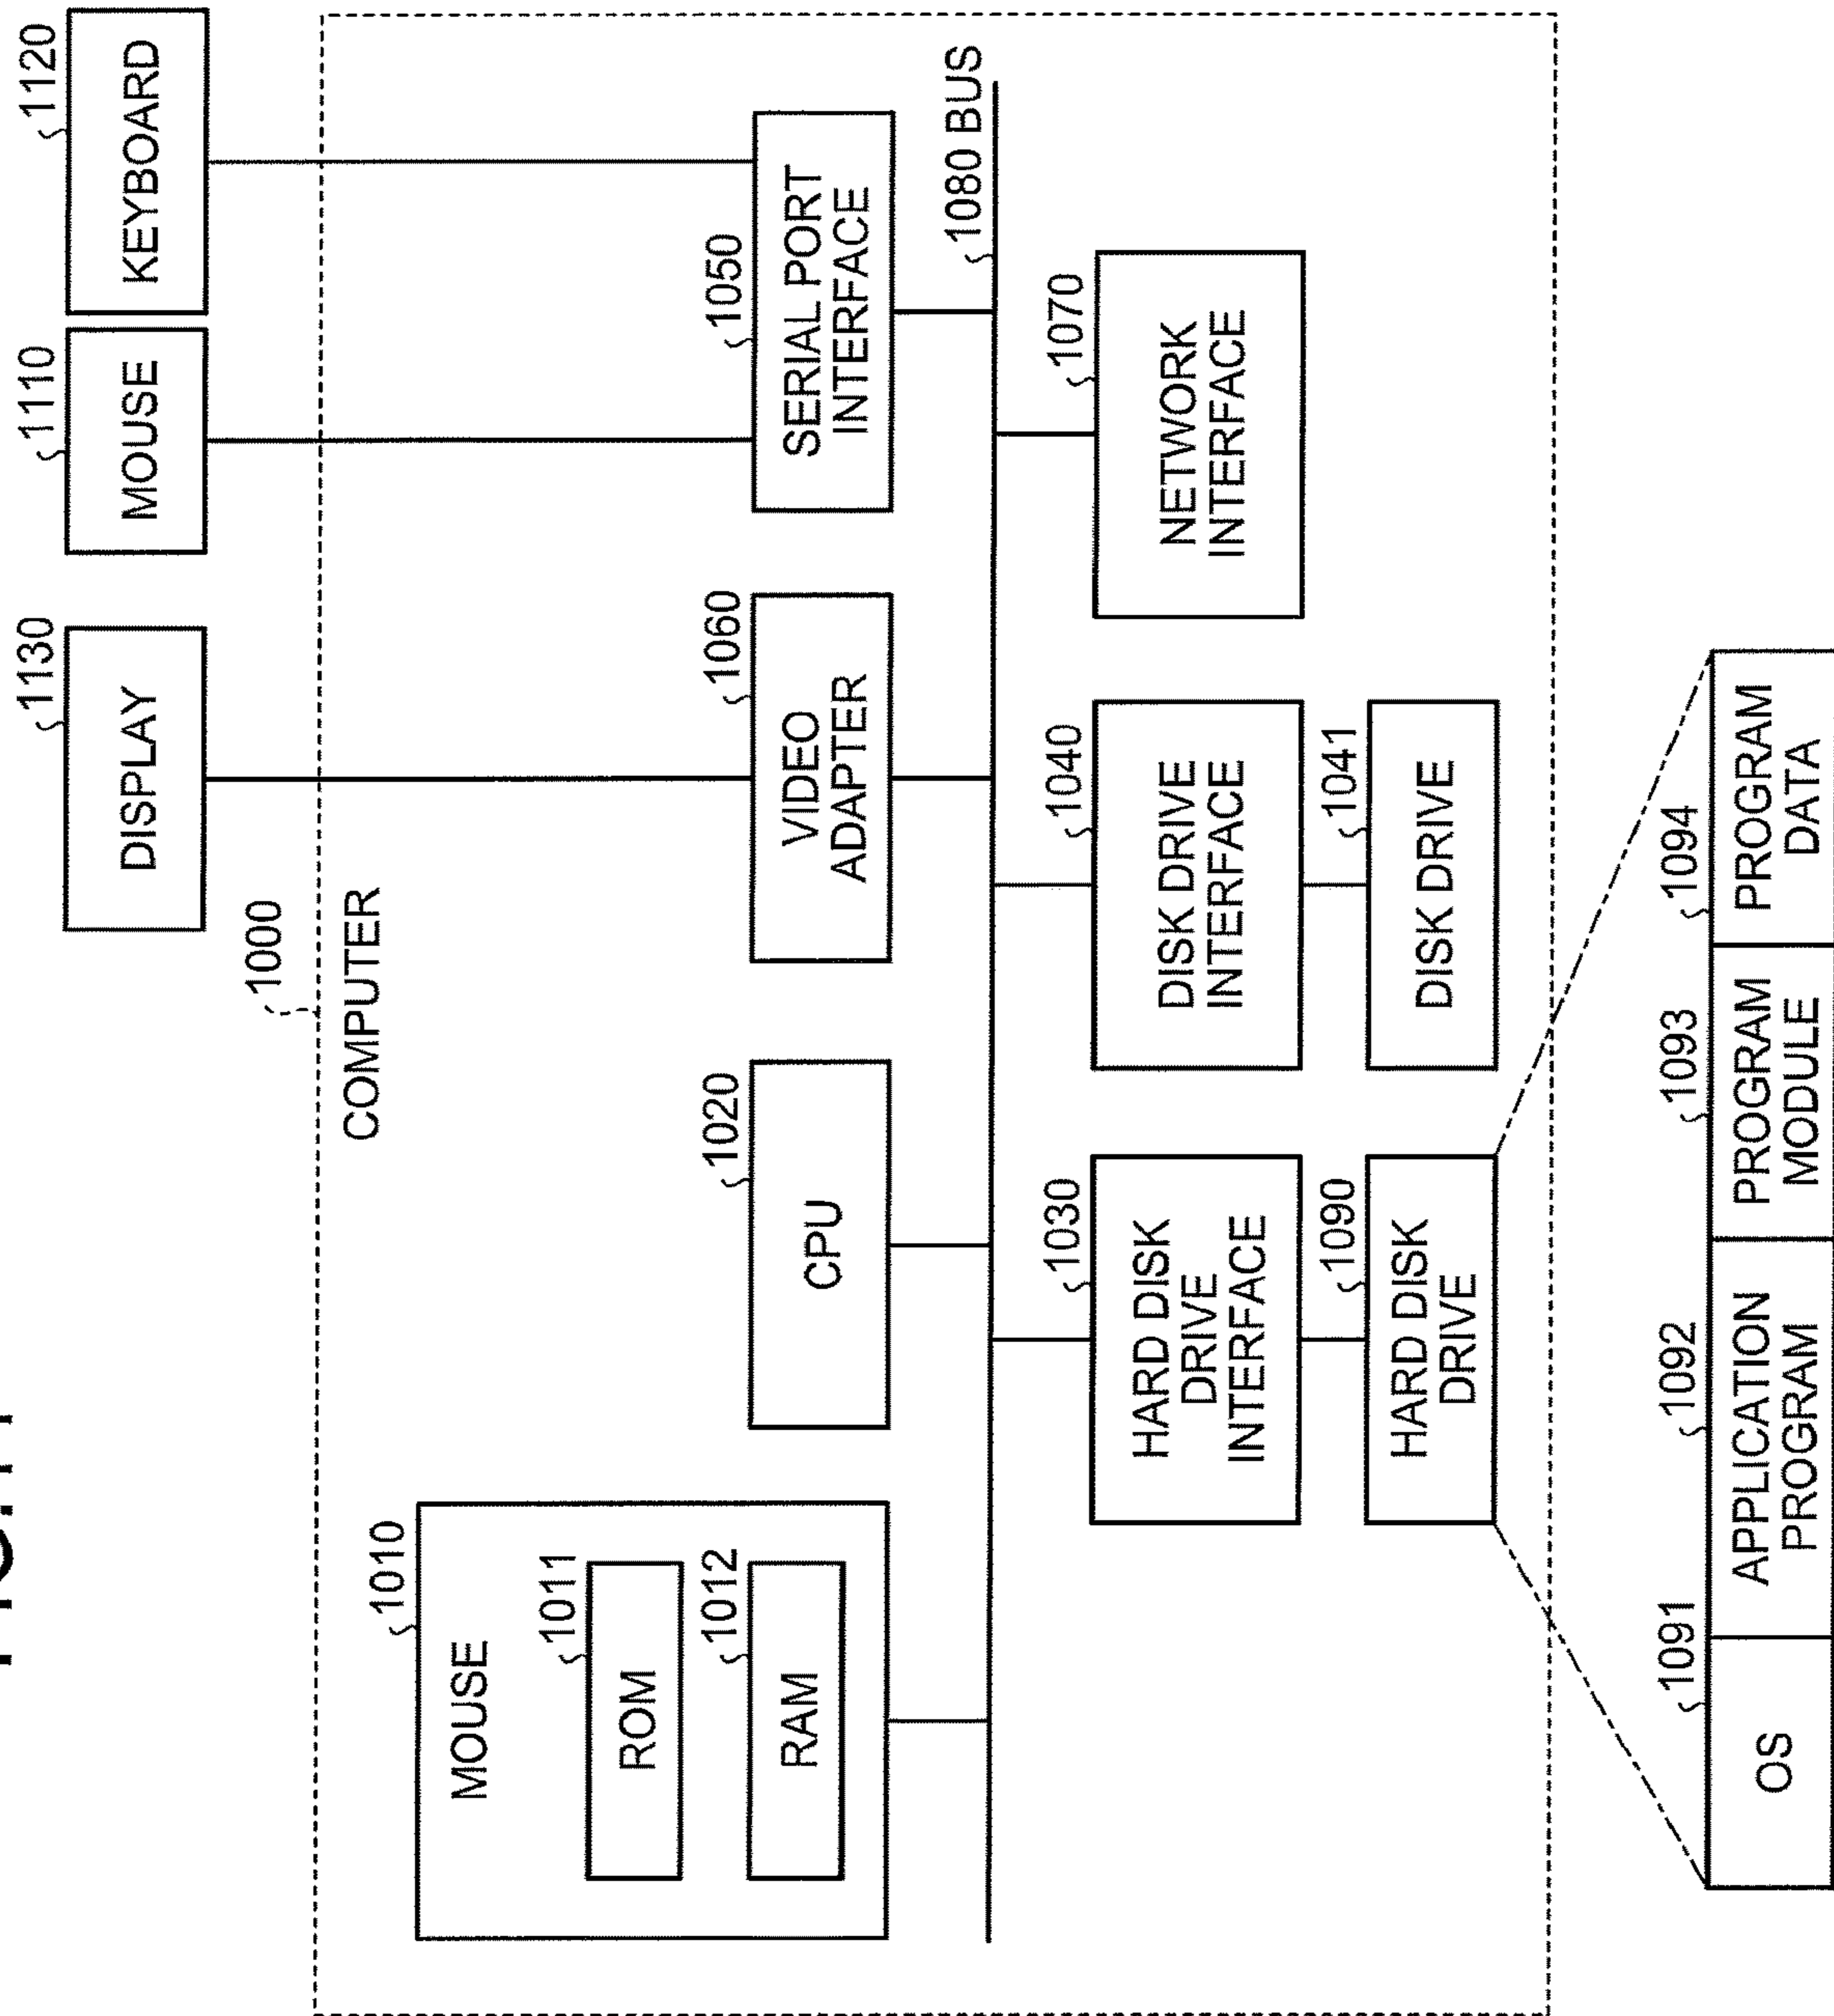 1130
DISPLAY
1110
MOUSE
1120
KEYBOARD
1000
COMPUTER
1010
MOUSE
1011
ROM
1012
RAM
1020
CPU
1060
VIDEO
ADAPTER
1050
SERIAL PORT
INTERFACE
1080 BUS
1030
HARD DISK
DRIVE
INTERFACE
1040
DISK DRIVE
INTERFACE
1070
NETWORK
INTERFACE
1090
HARD DISK
DRIVE
1041
DISK DRIVE
1091
OS
1092
APPLICATION
PROGRAM
1093
PROGRAM
MODULE
1094
PROGRAM
DATA